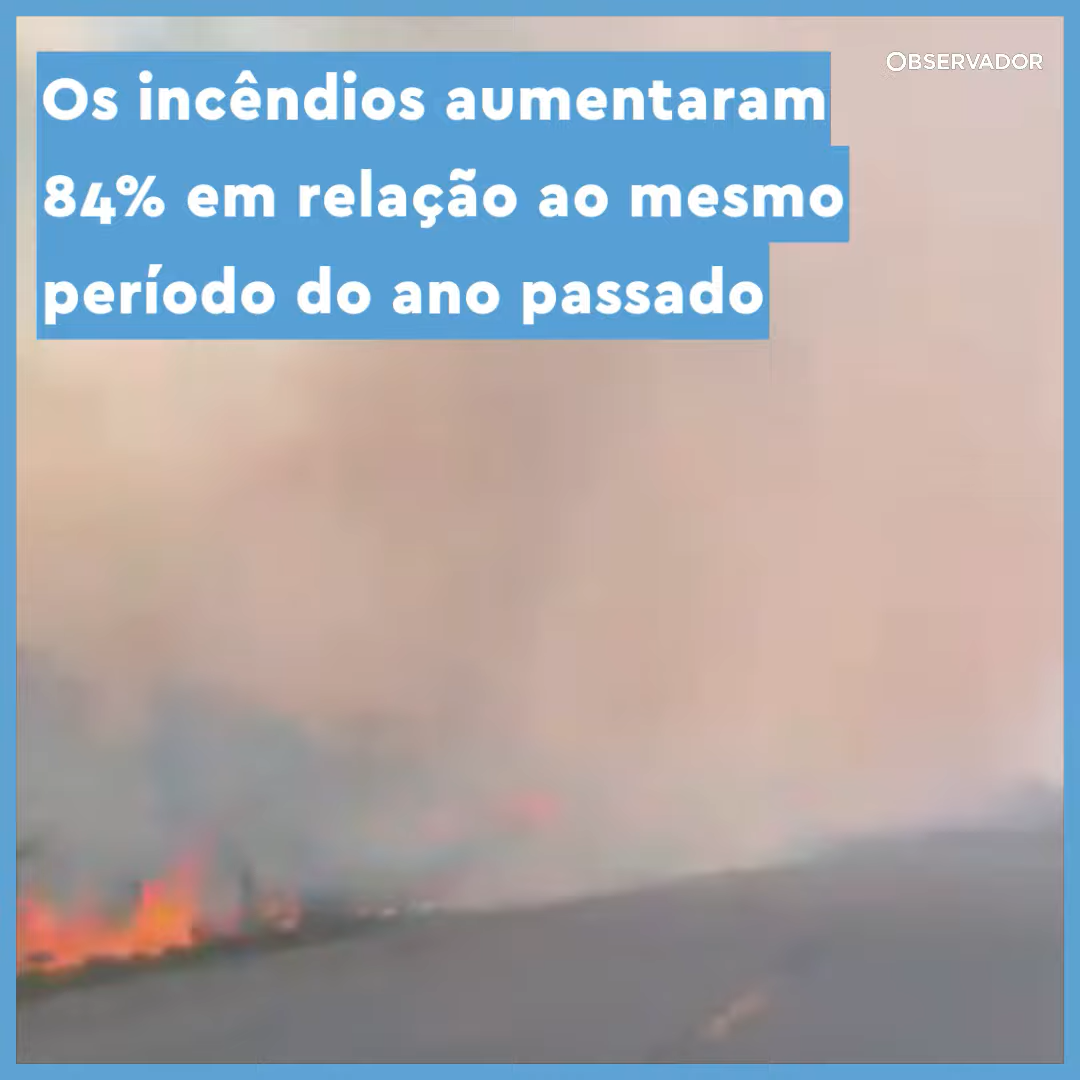 OBSERVADOR
Os incêndios aumentaram
84% em relação ao mesmo
período do ano passado